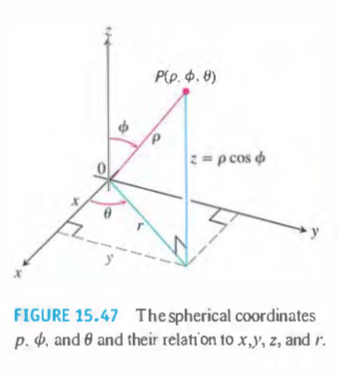 z
P(ρ. ϕ. θ)
ϕ
ρ
z = ρ cos ϕ
0
x
θ
r
y
y
x
FIGURE 15.47 The spherical coordinates
p. ϕ, and θ and their relation to x,y, z, and r.